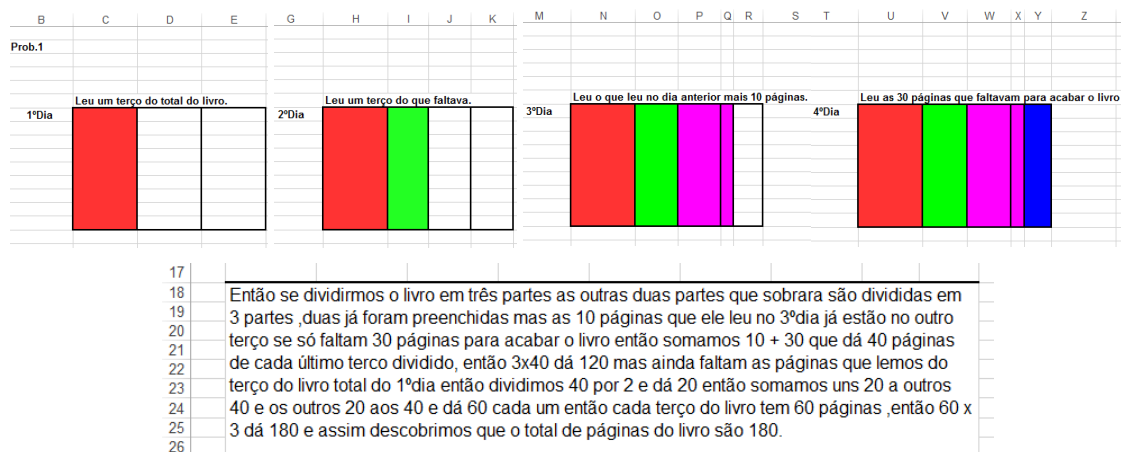 B C D E G H I J K M N O P Q R S T U V W X Y Z
Prob.1
Leu um terço do total do livro.
1ºDia
Leu um terço do que faltava.
2ºDia
Leu o que leu no dia anterior mais 10 páginas.
3ºDia
Leu as 30 páginas que faltavam para acabar o livro
4ºDia
17
18 Então se dividirmos o livro em três partes as outras duas partes que sobrara são divididas em
19 3 partes ,duas já foram preenchidas mas as 10 páginas que ele leu no 3ºdia já estão no outro
20 terço se só faltam 30 páginas para acabar o livro então somamos 10 + 30 que dá 40 páginas
21 de cada último terco dividido, então 3x40 dá 120 mas ainda faltam as páginas que lemos do
22 terço do livro total do 1ºdia então dividimos 40 por 2 e dá 20 então somamos uns 20 a outros
23 40 e os outros 20 aos 40 e dá 60 cada um então cada terço do livro tem 60 páginas ,então 60 x
24 3 dá 180 e assim descobrimos que o total de páginas do livro são 180.
25
26